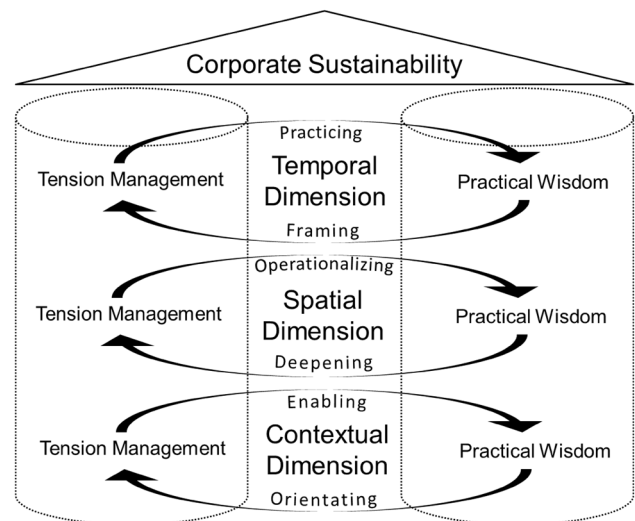 Corporate Sustainability
Practicing
Tension Management
Temporal
Dimension
Practical Wisdom
Framing
Operationalizing
Tension Management
Spatial
Dimension
Practical Wisdom
Deepening
Enabling
Tension Management
Contextual
Dimension
Practical Wisdom
Orientating